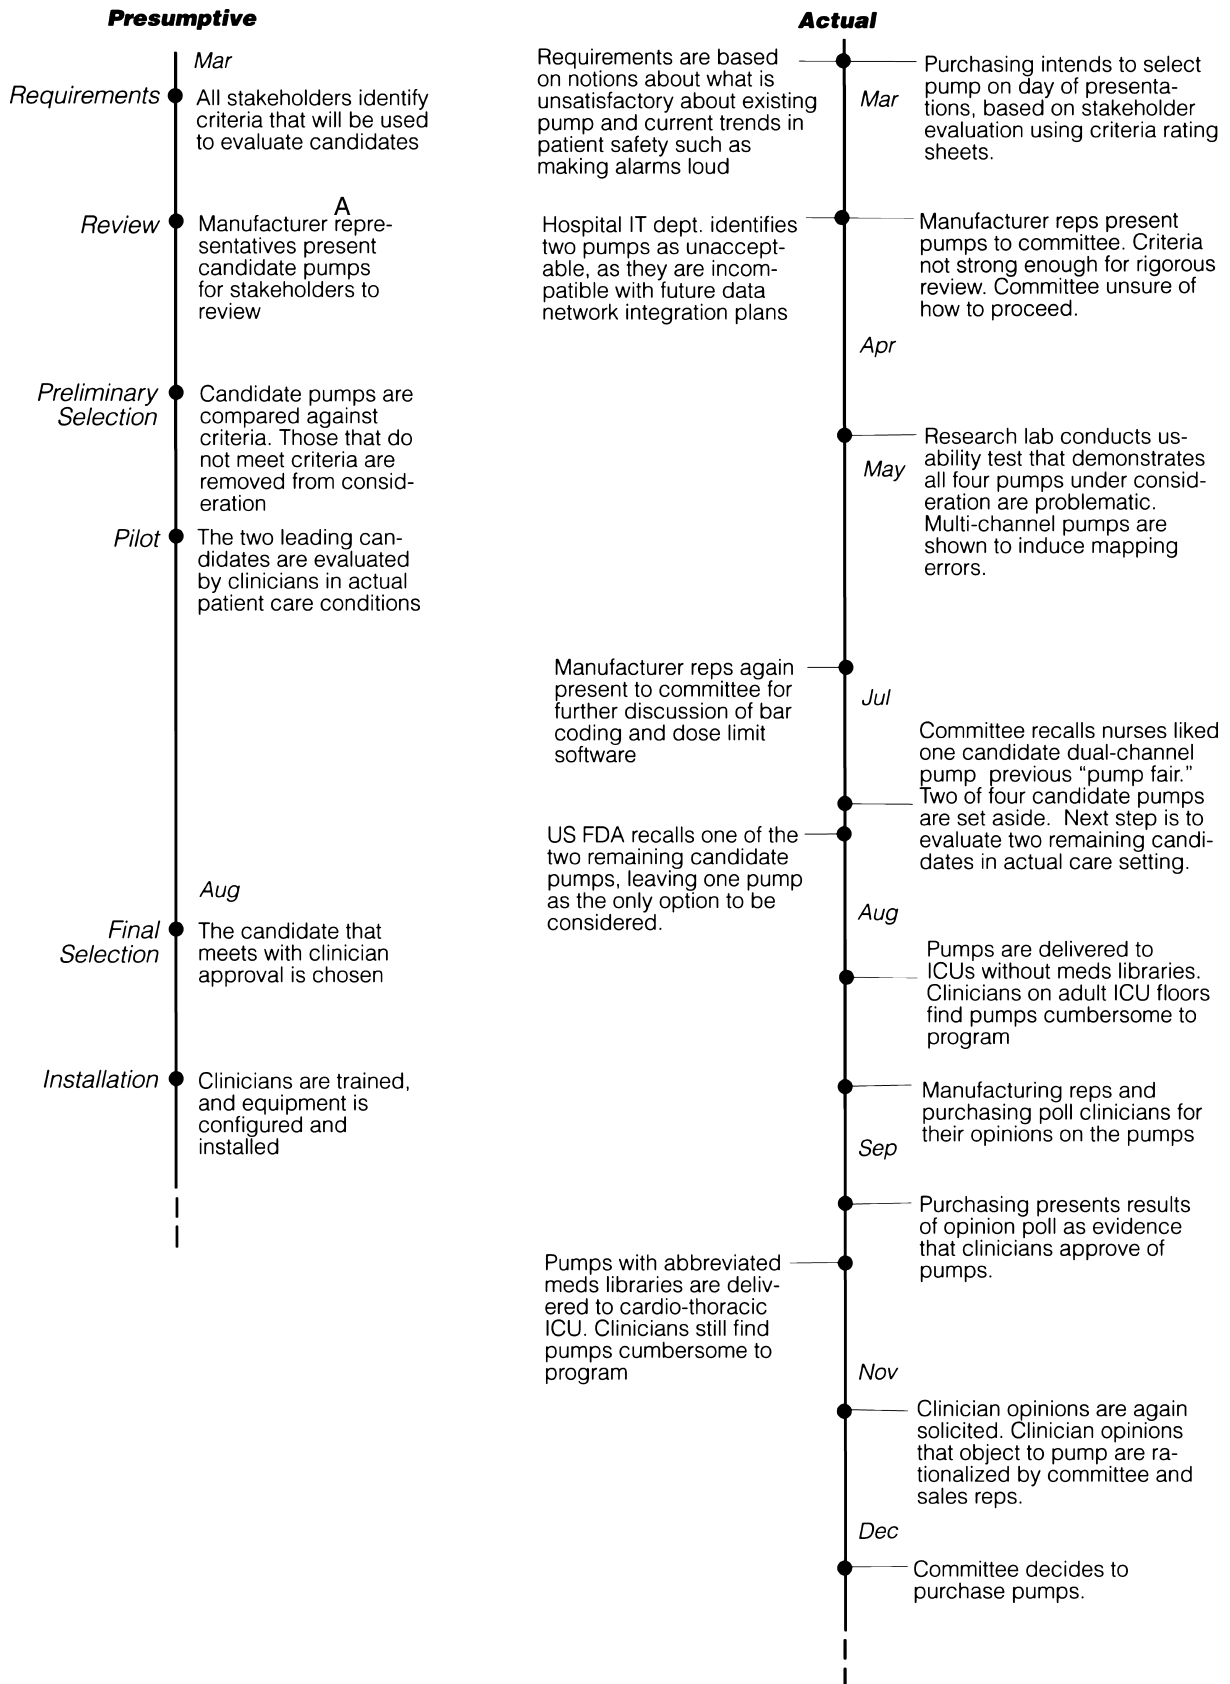 Presumptive
Mar
Requirements
All stakeholders identify
criteria that will be used
to evaluate candidates
A
Review
Manufacturer repre-
sentatives present
candidate pumps
for stakeholders to
review
Preliminary
Selection
Candidate pumps are
compared against
criteria. Those that do
not meet criteria are
removed from consid-
eration
Pilot
The two leading can-
didates are evaluated
by clinicians in actual
patient care conditions
Aug
Final
Selection
The candidate that
meets with clinician
approval is chosen
Installation
Clinicians are trained,
and equipment is
configured and
installed
Actual
Requirements are based
on notions about what is
unsatisfactory about existing
pump and current trends in
patient safety such as
making alarms loud
Purchasing intends to select
pump on day of presenta-
tions, based on stakeholder
evaluation using criteria rating
sheets.
Mar
Hospital IT dept. identifies
two pumps as unaccept-
able, as they are incom-
patible with future data
network integration plans
Manufacturer reps present
pumps to committee. Criteria
not strong enough for rigorous
review. Committee unsure of
how to proceed.
Apr
Research lab conducts us-
ability test that demonstrates
all four pumps under consid-
eration are problematic.
Multi-channel pumps are
shown to induce mapping
errors.
May
Manufacturer reps again
present to committee for
further discussion of bar
coding and dose limit
software
Jul
Committee recalls nurses liked
one candidate dual-channel
pump previous “pump fair.”
Two of four candidate pumps
are set aside. Next step is to
evaluate two remaining candi-
dates in actual care setting.
US FDA recalls one of the
two remaining candidate
pumps, leaving one pump
as the only option to be
considered.
Aug
Pumps are delivered to
ICUs without meds libraries.
Clinicians on adult ICU floors
find pumps cumbersome to
program
Manufacturing reps and
purchasing poll clinicians for
their opinions on the pumps
Sep
Purchasing presents results
of opinion poll as evidence
that clinicians approve of
pumps.
Pumps with abbreviated
meds libraries are deliv-
ered to cardio-thoracic
ICU. Clinicians still find
pumps cumbersome to
program
Nov
Clinician opinions are again
solicited. Clinician opinions
that object to pump are ra-
tionalized by committee and
sales reps.
Dec
Committee decides to
purchase pumps.